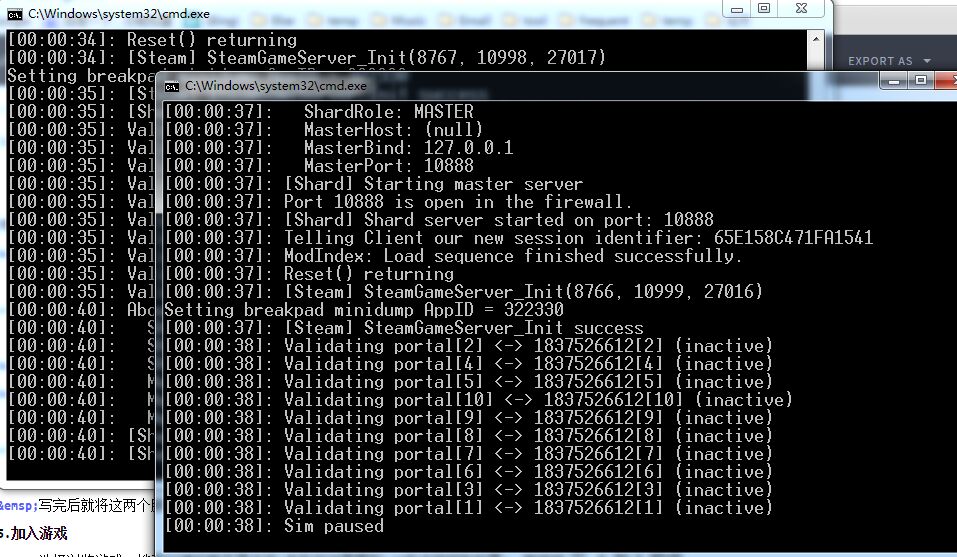 C:\Windows\system32\cmd.exe
[00:00:34]: Reset() returning
[00:00:34]: [Steam] SteamGameServer_Init(8767, 10998, 27017)
Setting breakpad
[00:00:35]: [St
[00:00:35]: [Sh
[00:00:35]: Val
[00:00:35]: Val
[00:00:35]: Val
[00:00:35]: Val
[00:00:35]: Val
[00:00:35]: Val
[00:00:35]: Val
[00:00:35]: Val
[00:00:35]: Val
[00:00:35]: Val
[00:00:40]: Abo
[00:00:40]: S
[00:00:40]: S
[00:00:40]: S
[00:00:40]: M
[00:00:40]: M
[00:00:40]: M
[00:00:40]: [Sh
[00:00:40]: [Sh
EXPORT AS
C:\Windows\system32\cmd.exe
[00:00:37]: ShardRole: MASTER
[00:00:37]: MasterHost: (null)
[00:00:37]: MasterBind: 127.0.0.1
[00:00:37]: MasterPort: 10888
[00:00:37]: [Shard] Starting master server
[00:00:37]: Port 10888 is open in the firewall.
[00:00:37]: [Shard] Shard server started on port: 10888
[00:00:37]: Telling Client our new session identifier: 65E158C471FA1541
[00:00:37]: ModIndex: Load sequence finished successfully.
[00:00:37]: Reset() returning
[00:00:37]: [Steam] SteamGameServer_Init(8766, 10999, 27016)
Setting breakpad minidump AppID = 322330
[00:00:37]: [Steam] SteamGameServer_Init success
[00:00:38]: Validating portal[2] <-> 1837526612[2] (inactive)
[00:00:38]: Validating portal[4] <-> 1837526612[4] (inactive)
[00:00:38]: Validating portal[5] <-> 1837526612[5] (inactive)
[00:00:38]: Validating portal[10] <-> 1837526612[10] (inactive)
[00:00:38]: Validating portal[9] <-> 1837526612[9] (inactive)
[00:00:38]: Validating portal[8] <-> 1837526612[8] (inactive)
[00:00:38]: Validating portal[7] <-> 1837526612[7] (inactive)
[00:00:38]: Validating portal[6] <-> 1837526612[6] (inactive)
[00:00:38]: Validating portal[3] <-> 1837526612[3] (inactive)
[00:00:38]: Validating portal[1] <-> 1837526612[1] (inactive)
[00:00:38]: Sim paused
&emsp;写完后就将这两个
5.加入游戏